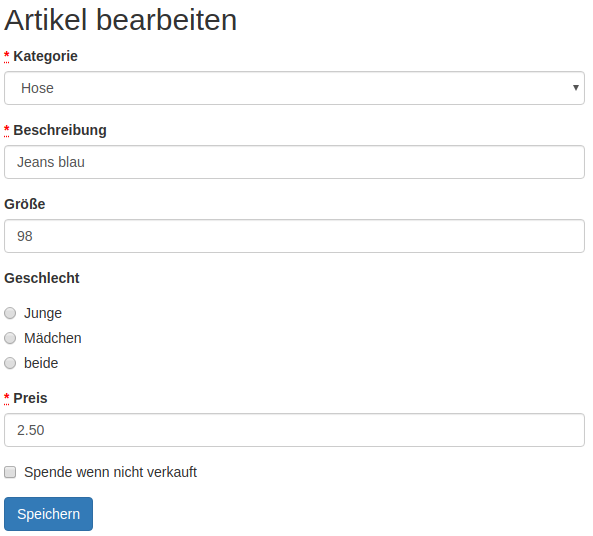 Artikel bearbeiten
* Kategorie
Hose
* Beschreibung
Jeans blau
Größe
98
Geschlecht
Junge
Mädchen
beide
* Preis
2.50
Spende wenn nicht verkauft
Speichern